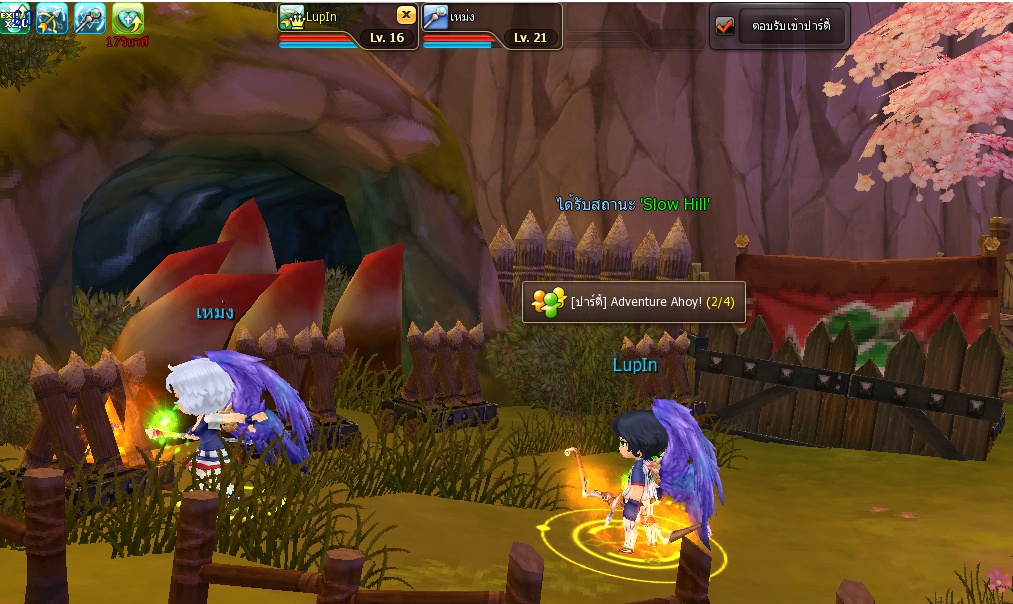 LupIn
Lv. 16
เหม่ง
Lv. 21
ตอบรับเข้าปาร์ตี้
17วินาที
ได้รับสถานะ 'Slow Hill'
[ปาร์ตี้] Adventure Ahoy! (2/4)
เหม่ง
LupIn